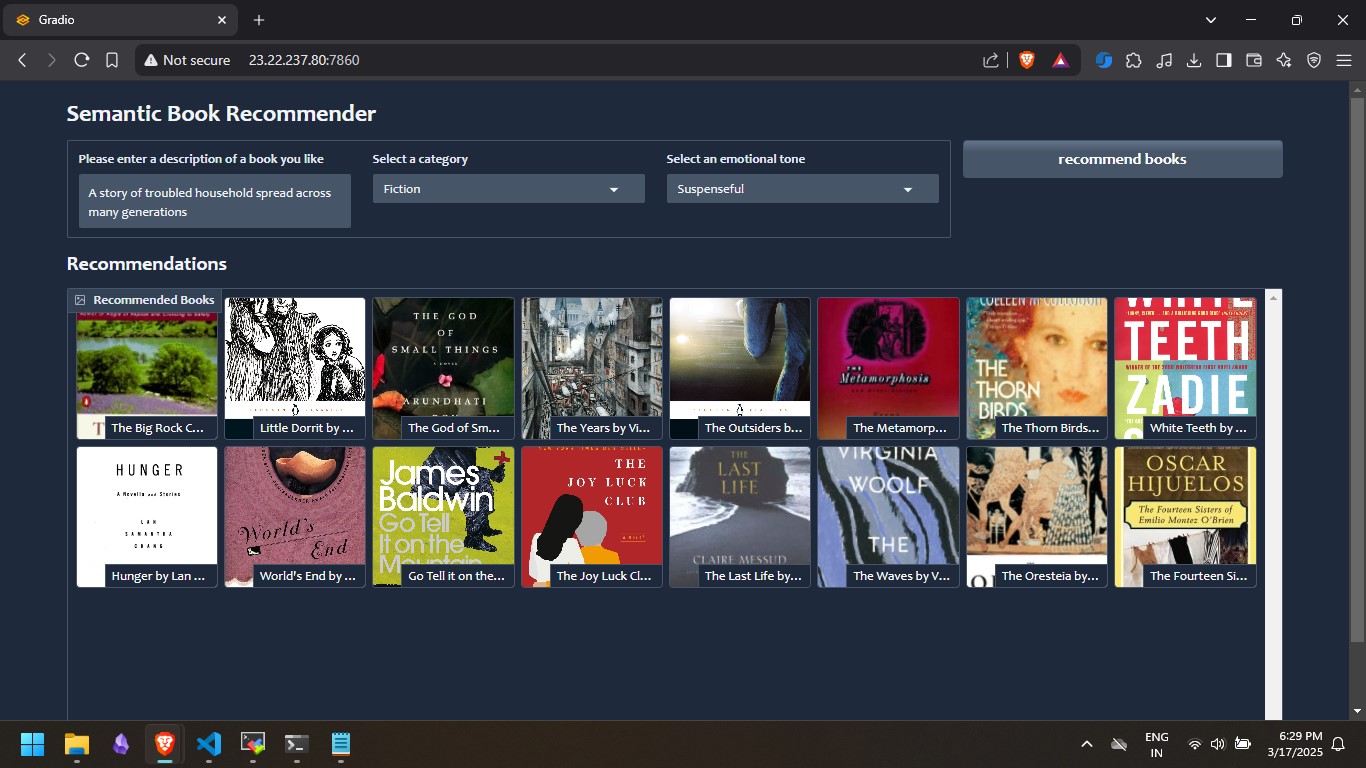 Gradio
Not secure
23.22.237.80:7860
Semantic Book Recommender
Please enter a description of a book you like
A story of troubled household spread across
many generations
Select a category
Fiction
Select an emotional tone
Suspenseful
recommend books
Recommendations
Recommended Books
T
The Big Rock C...
Little Dorrit by ...
THE GOD
OF
SMALL THINGS
A NOVEL
ARUNDHATI
The God of Sm...
The Years by Vi...
The Outsiders b...
THE
Metamorphosis
The Metamorp...
COLLEEN McCULLOUGH
THE
THORN
BIRDS
The Thorn Birds...
WHITE
TEETH
ZADIE
White Teeth by ...
HUNGER
A Novella and Stories
LAN
SAMANTHA
CHANG
Hunger by Lan ...
World's
End
World's End by ...
James
Baldwin
Go Tell
It on the
Mountain
Go Tell it on the...
THE
JOY LUCK
CLUB
The Joy Luck Cl...
THE
LAST
LIFE
CLAIRE MESSUD
The Last Life by...
VIRGINIA
WOOLF
THE
The Waves by V...
The Oresteia by...
OSCAR
HIJUELOS
The Fourteen Sisters of
Emilio Montez O'Brien
The Fourteen Si...
ENG
IN
6:29 PM
3/17/2025